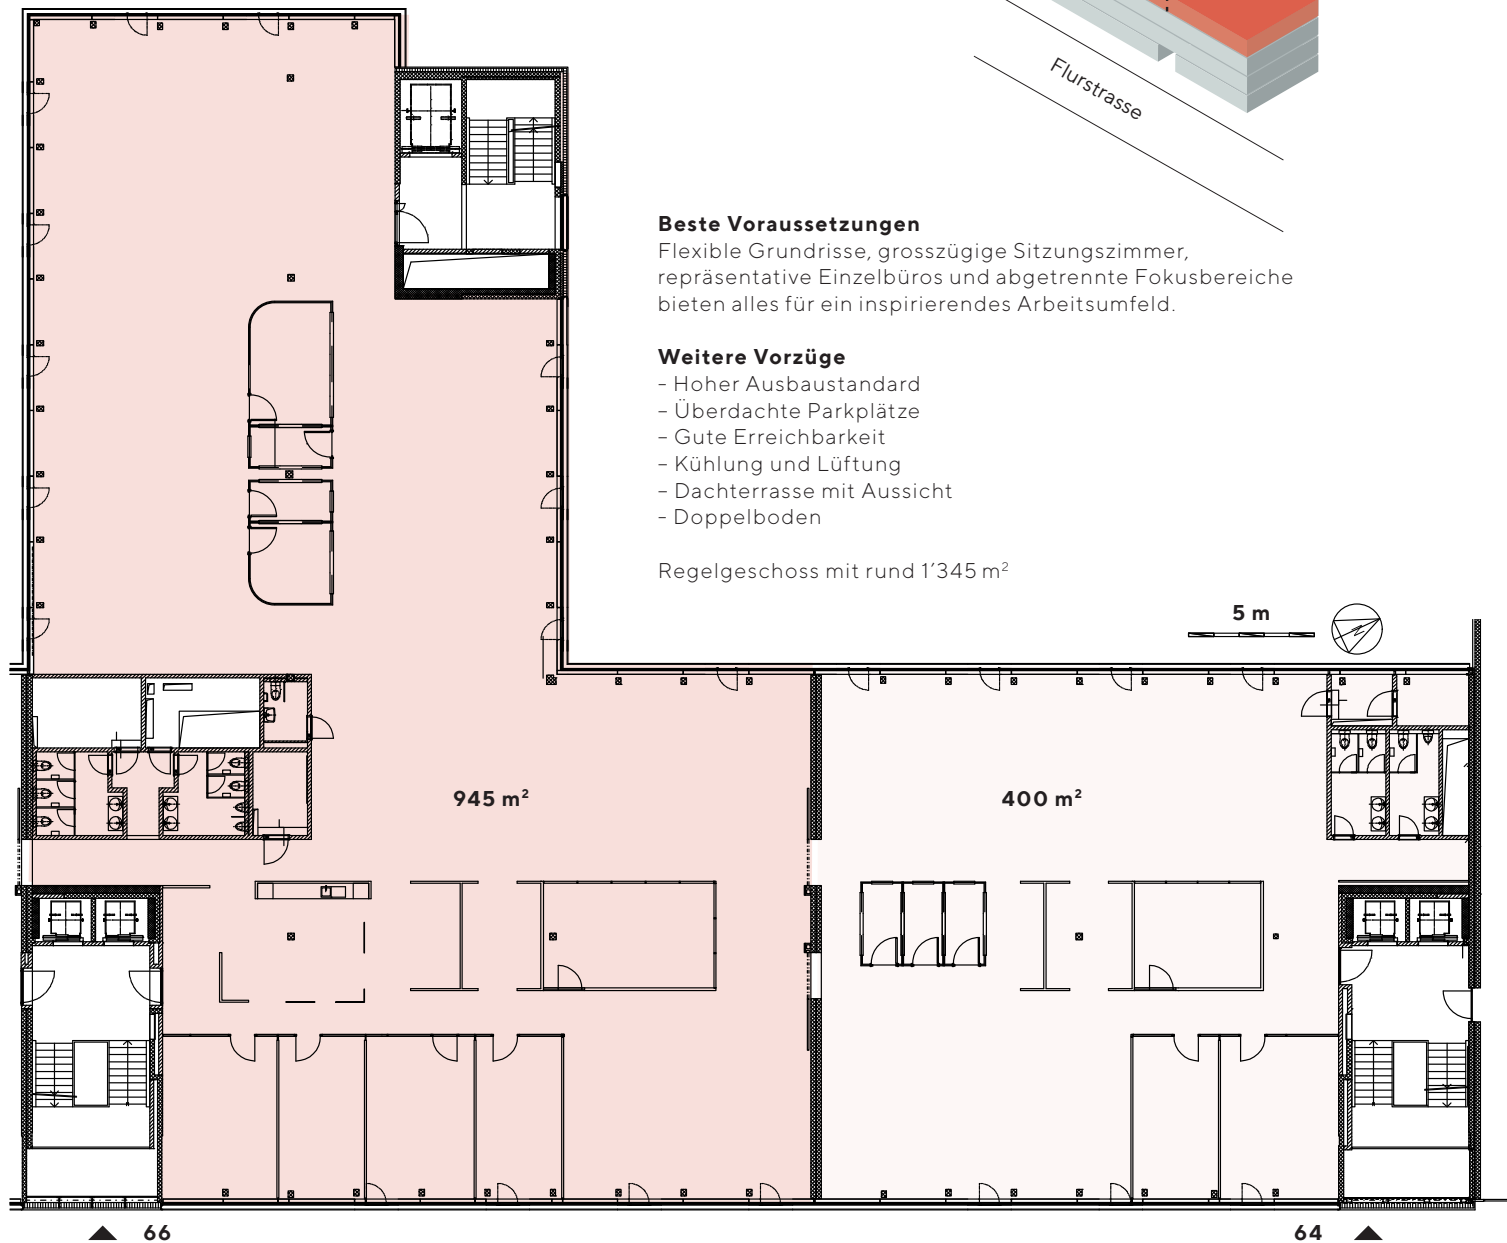 Flurstrasse
Beste Voraussetzungen
Flexible Grundrisse, grosszügige Sitzungszimmer,
repräsentative Einzelbüros und abgetrennte Fokusbereiche
bieten alles für ein inspirierendes Arbeitsumfeld.
Weitere Vorzüge
- Hoher Ausbaustandard
- Überdachte Parkplätze
- Gute Erreichbarkeit
- Kühlung und Lüftung
- Dachterrasse mit Aussicht
- Doppelboden
Regelgeschoss mit rund 1’345 m²
5 m
N
945 m²
400 m²
66
64